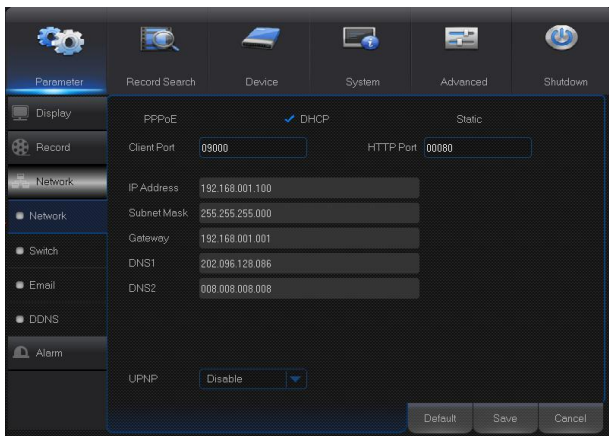 Parameter Record Search Device System Advanced Shutdown
Display
Record
Network
Network
Switch
Email
DDNS
Alarm
PPPoE DHCP Static
Client Port 09000 HTTP Port 00080
IP Address 192.168.001.100
Subnet Mask 255.255.255.000
Gateway 192.168.001.001
DNS1 202.096.128.086
DNS2 008.008.008.008
UPNP Disable
Default Save Cancel